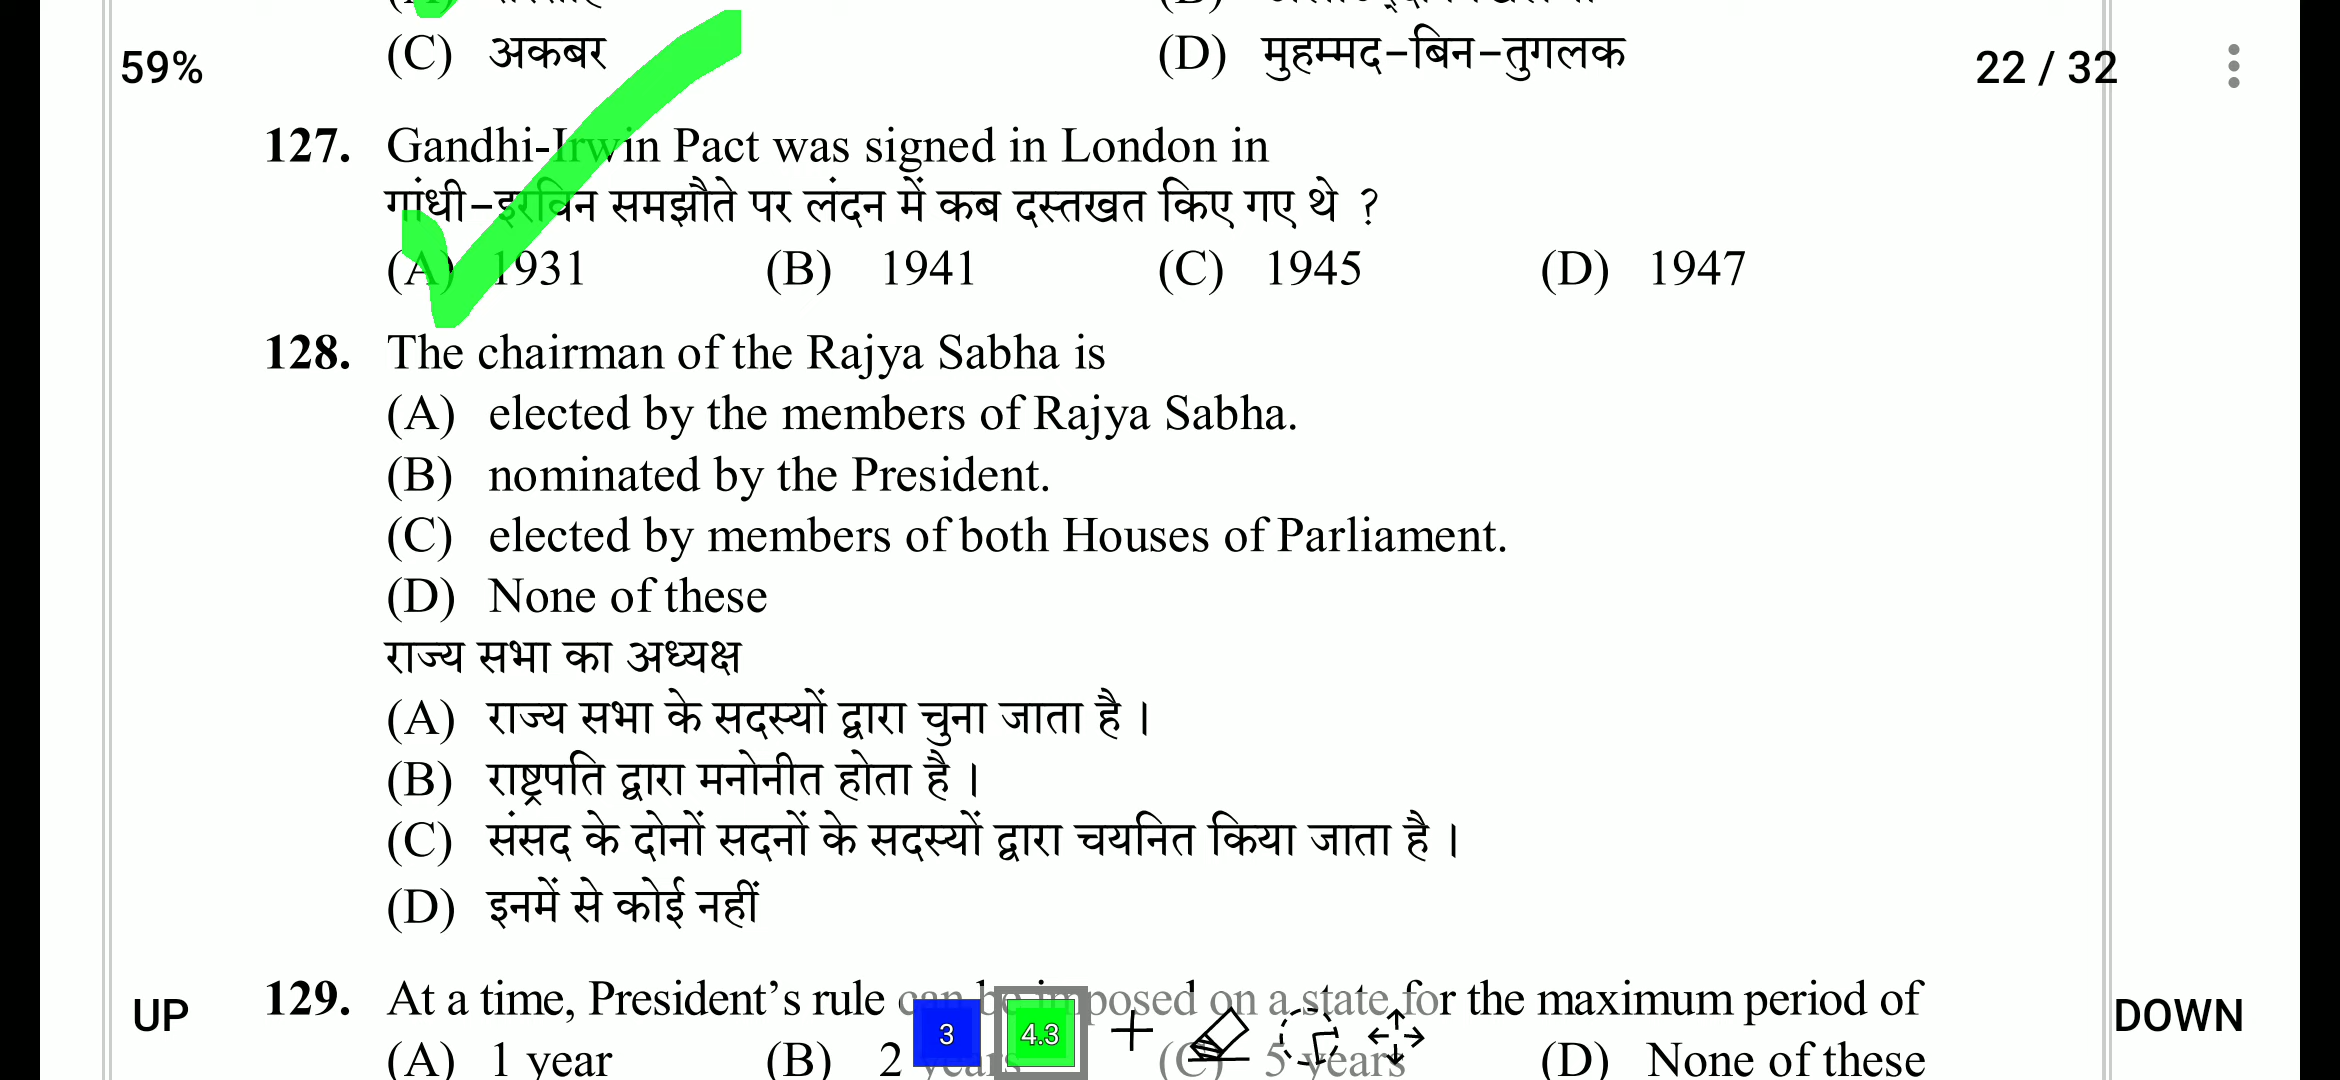 (C) अकबर (D) मुहम्मद-बिन-तुगलक
59% 22 / 32
127. Gandhi-Irwin Pact was signed in London in
गांधी-इरविन समझौते पर लंदन में कब दस्तखत किए गए थे ?
(A) 1931 (B) 1941 (C) 1945 (D) 1947
128. The chairman of the Rajya Sabha is
(A) elected by the members of Rajya Sabha.
(B) nominated by the President.
(C) elected by members of both Houses of Parliament.
(D) None of these
राज्य सभा का अध्यक्ष
(A) राज्य सभा के सदस्यों द्वारा चुना जाता है ।
(B) राष्ट्रपति द्वारा मनोनीत होता है ।
(C) संसद के दोनों सदनों के सदस्यों द्वारा चयनित किया जाता है ।
(D) इनमें से कोई नहीं
129. At a time, President's rule can be imposed on a state for the maximum period of
UP 3 4.3 DOWN
(A) 1 year (B) 2 years (C) 5 years (D) None of these